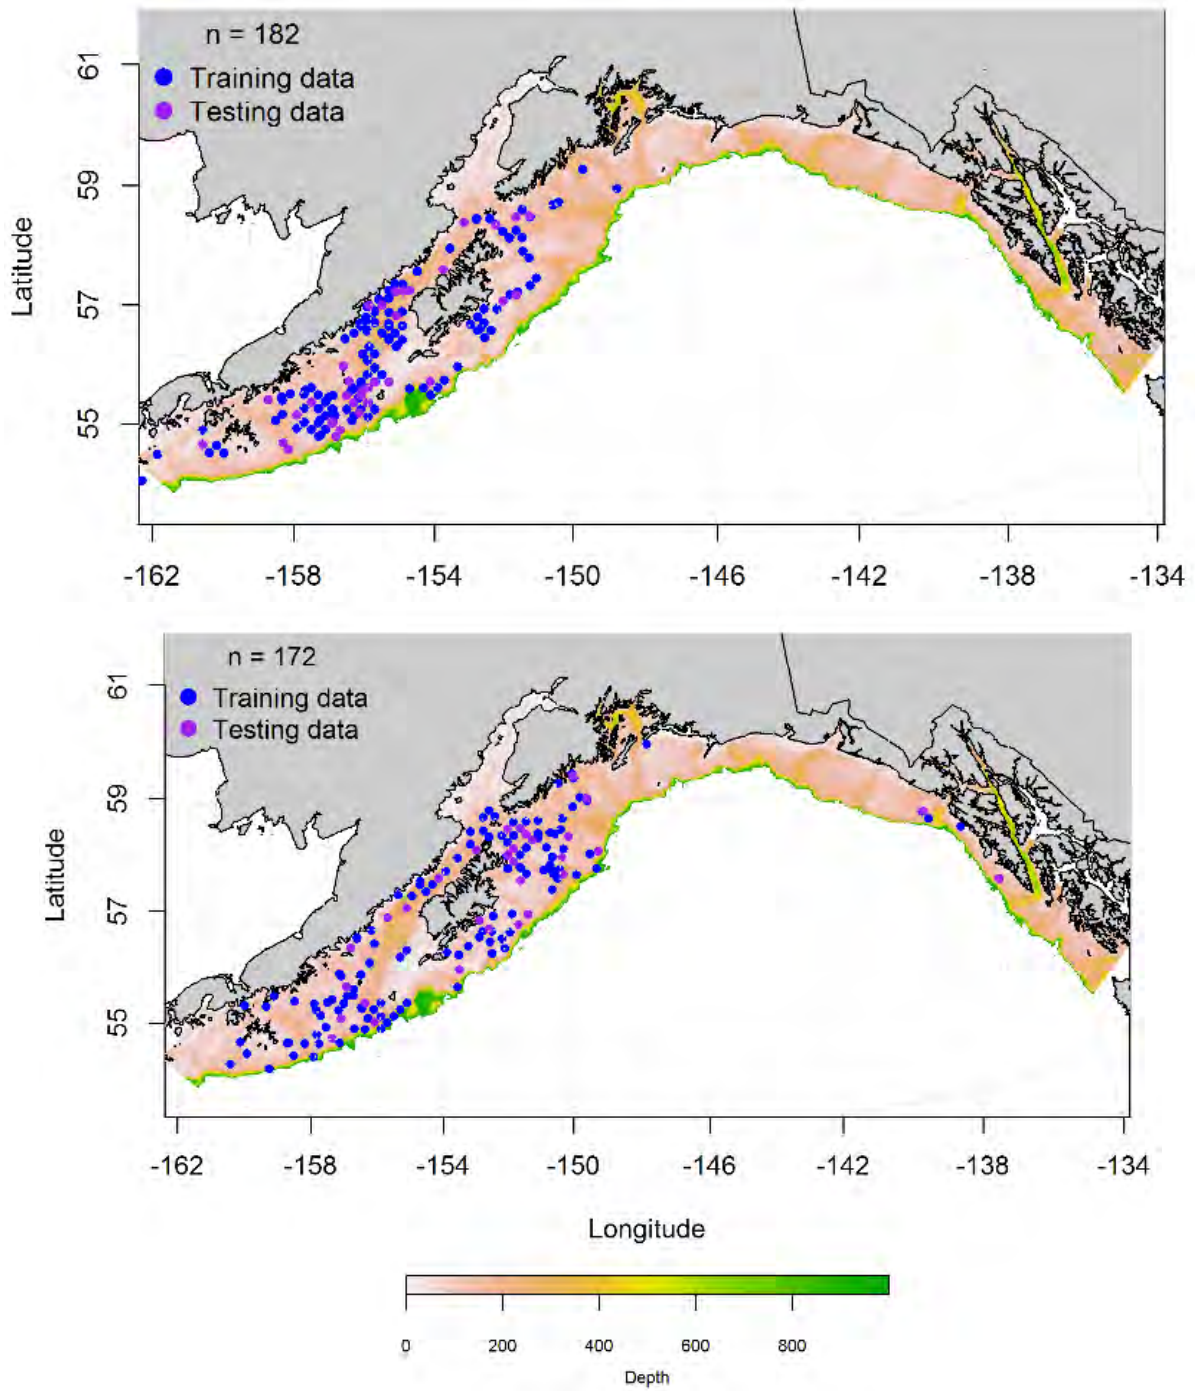 n = 182
Training data
Testing data
61
59
57
55
Latitude
-162 -158 -154 -150 -146 -142 -138 -134
n = 172
Training data
Testing data
61
59
57
55
Latitude
-162 -158 -154 -150 -146 -142 -138 -134
Longitude
0 200 400 600 800
Depth